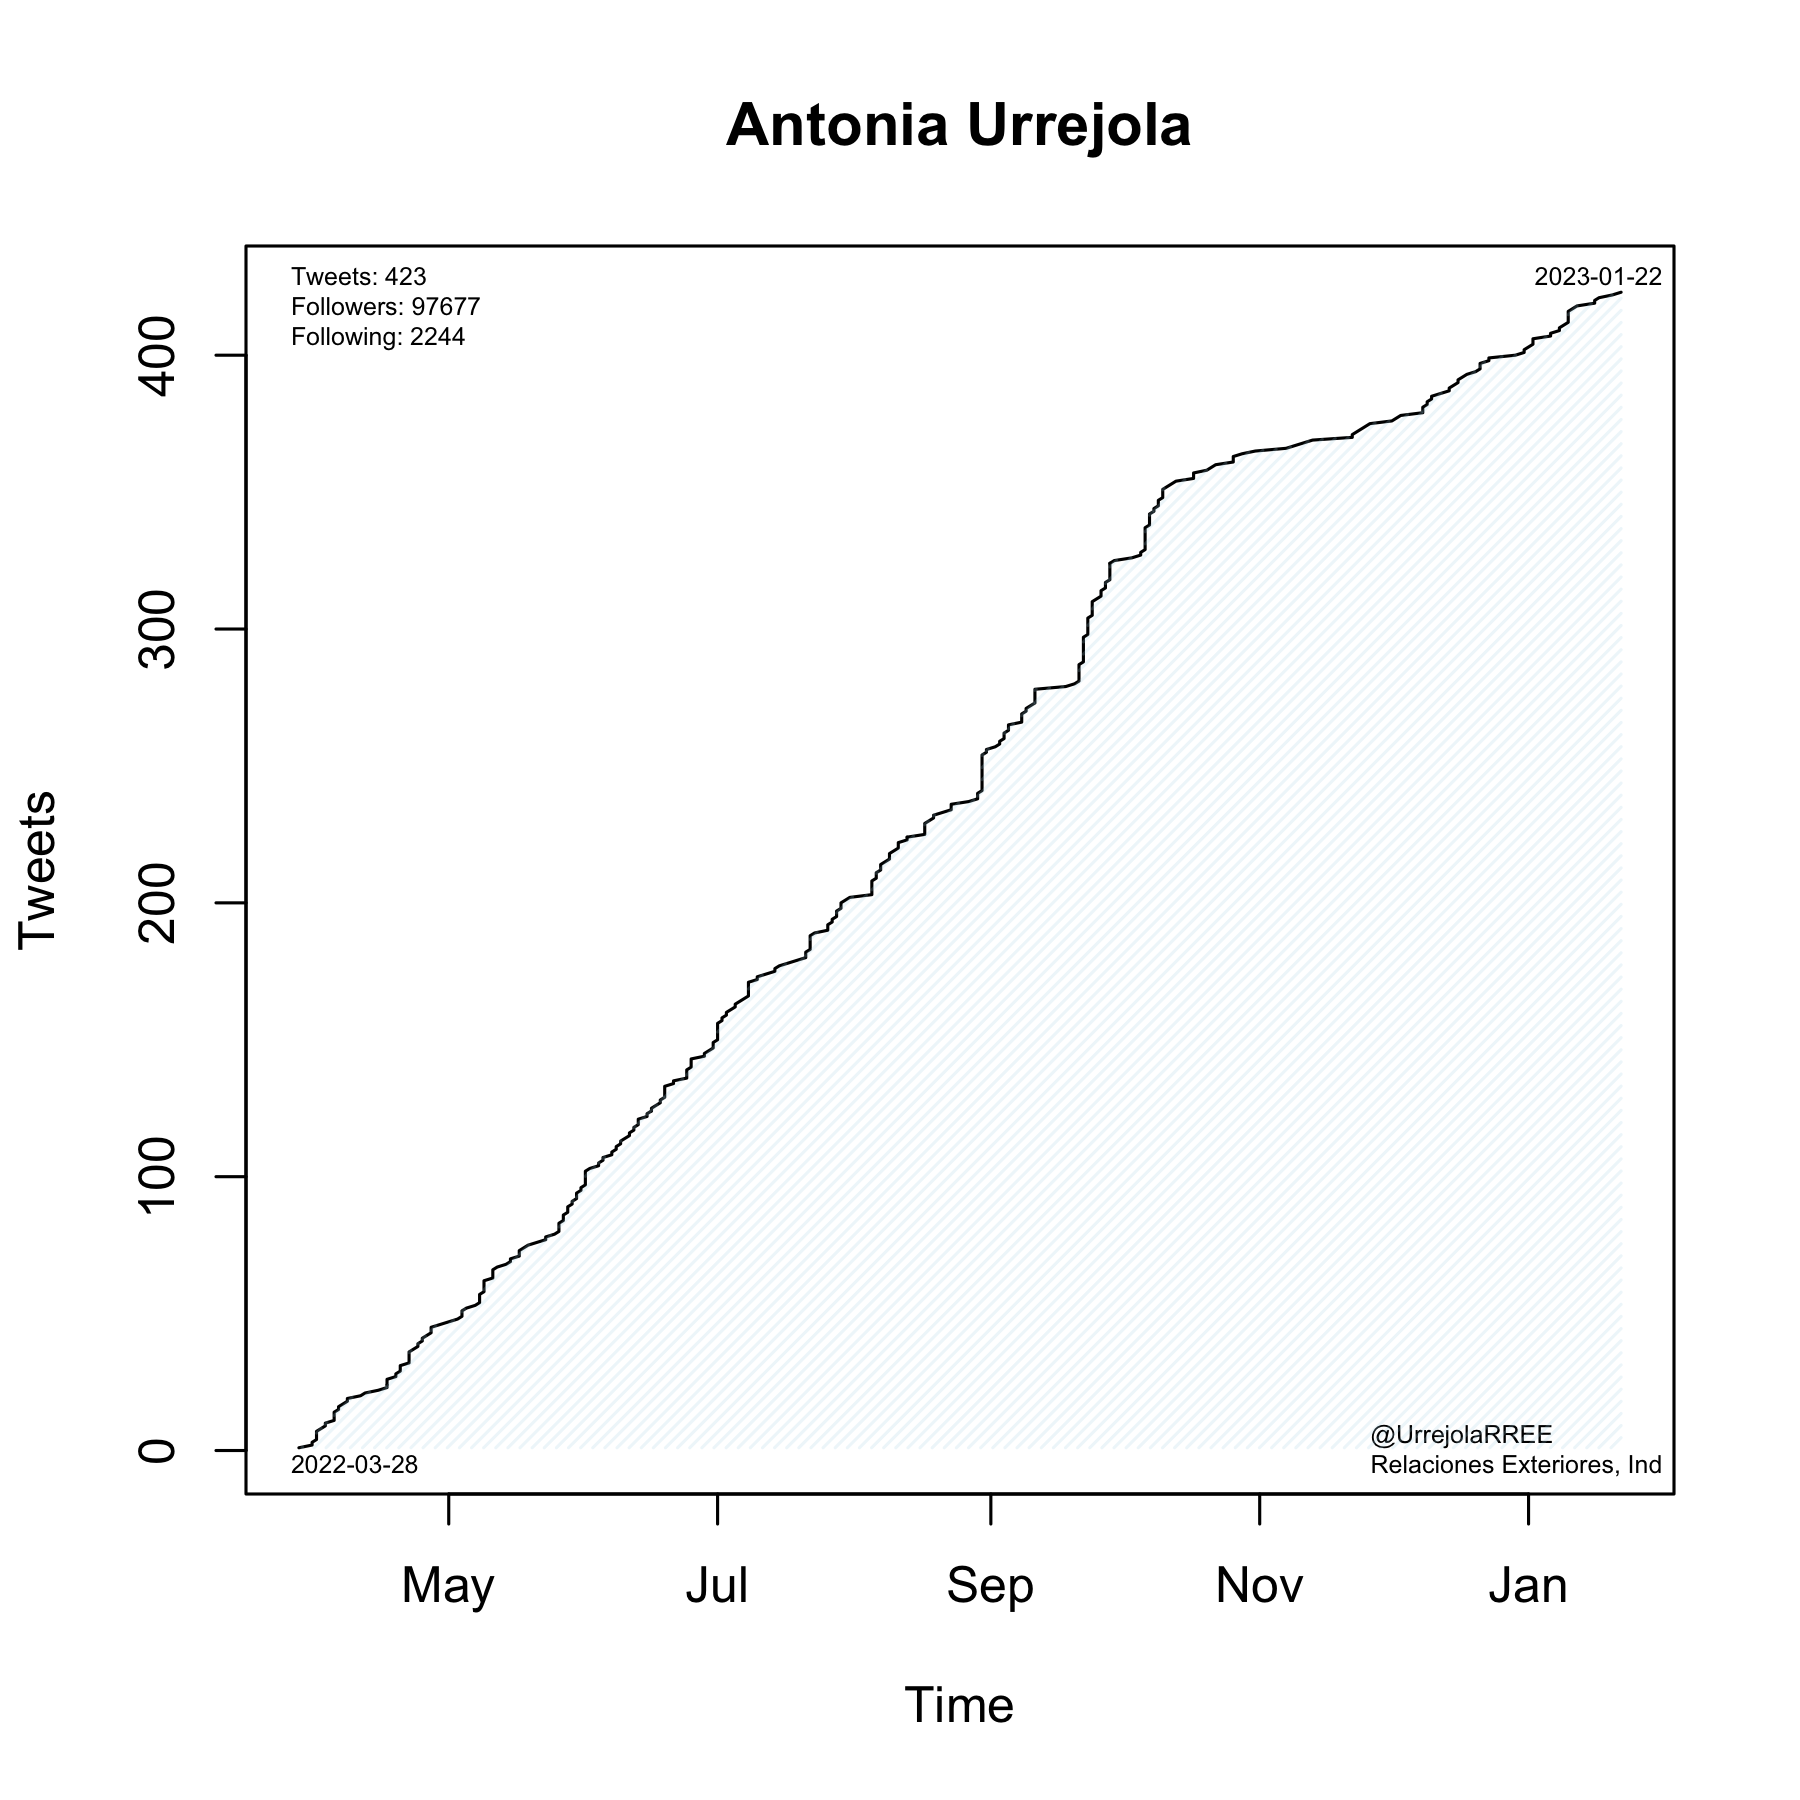 Antonia Urrejola
Tweets: 423
Followers: 97677
Following: 2244
2023-01-22
400
300
200
100
0
Tweets
@UrrejolaRREE
2022-03-28
Relaciones Exteriores, Ind
May
Jul
Sep
Nov
Jan
Time